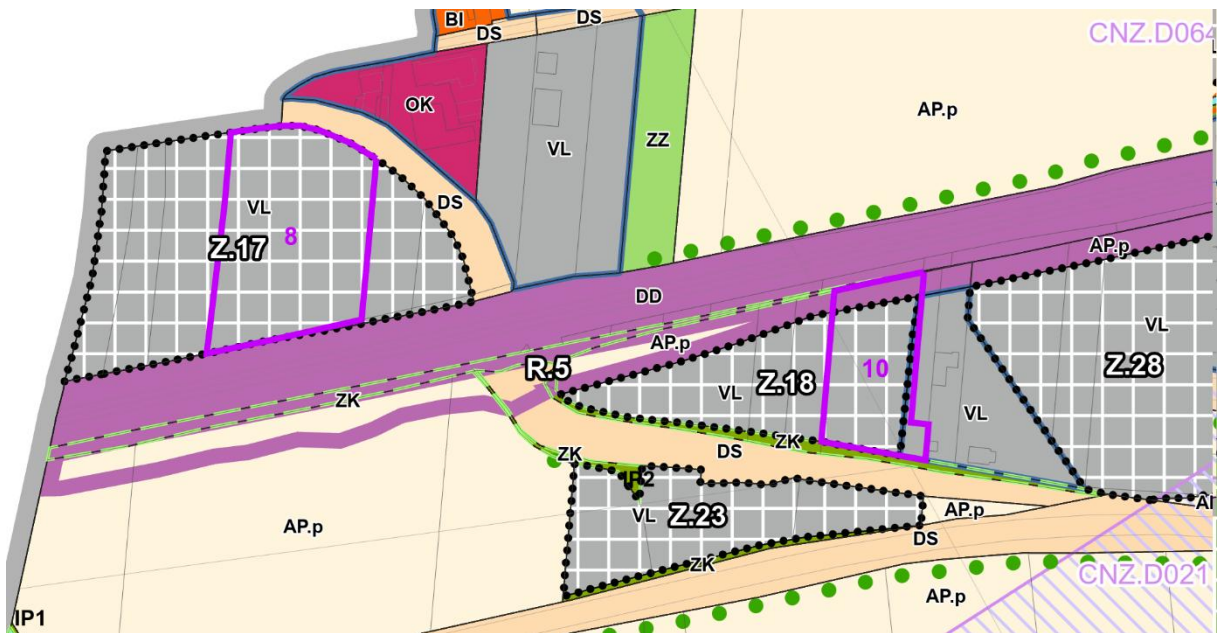 BI
DS
DS
CNZ.D064
OK
AP.p
VL
ZZ
VL
DS
8
Z.17
AP.p
DD
VL
AP.p
R.5
10
Z.28
VL
Z.18
ZK
VL
ZK
DS
ZK
IP2
VL
Z.23
AP.p
AP.p
DS
ZK
CNZ.D021
AP.p
IP1